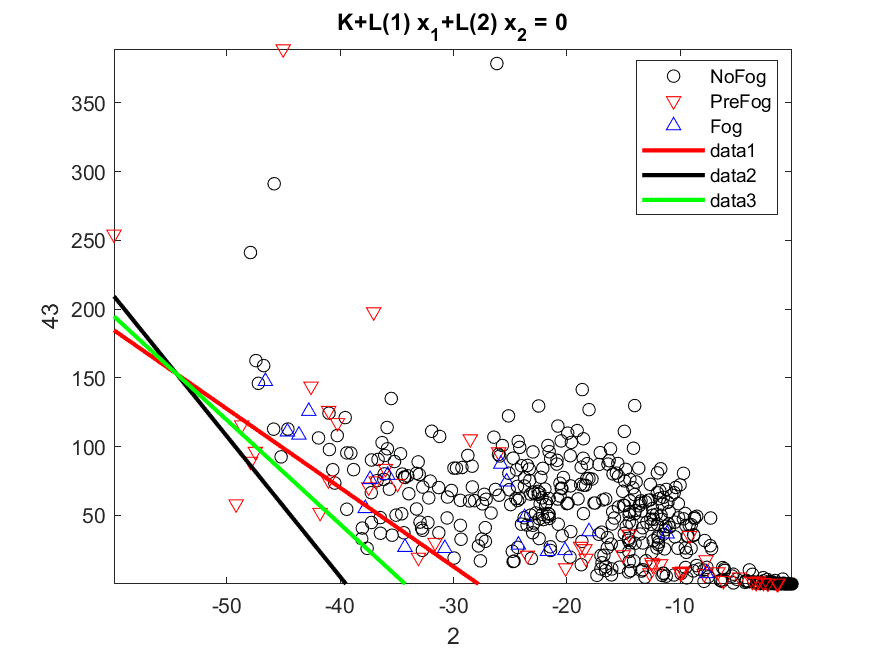 K+L(1) x1+L(2) x2 = 0
350
300
250
200
150
100
50
43
-50 -40 -30 -20 -10
2
NoFog
PreFog
Fog
data1
data2
data3